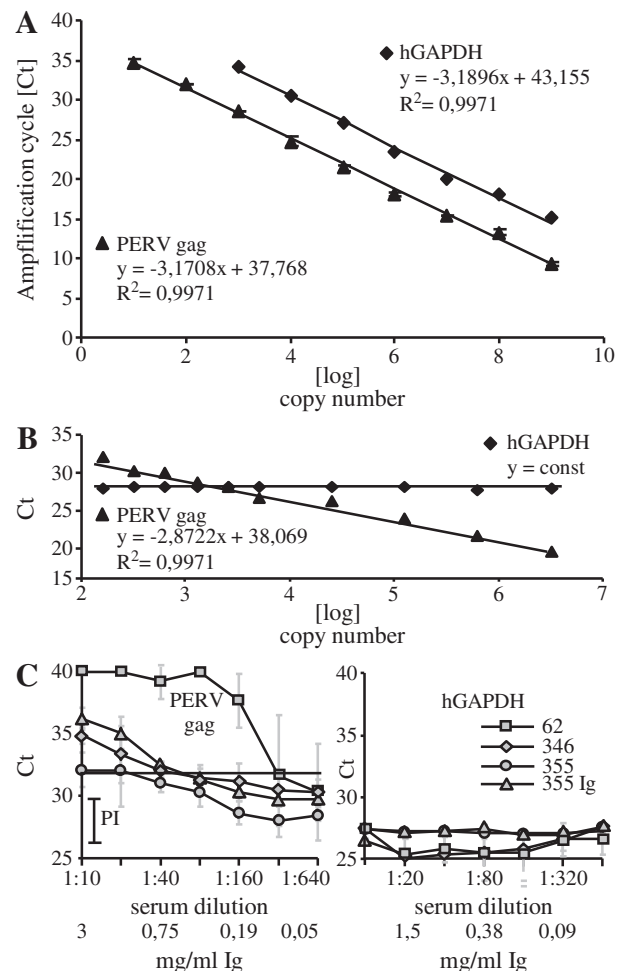 A
Ampflification cycle [Ct]
40
35
30
25
20
15
10
5
0
hGAPDH
y = -3,1896x + 43,155
R2= 0,9971
PERV gag
y = -3,1708x + 37,768
R2= 0,9971
0 2 4 6 8 10
[log]
copy number
B
Ct
35
30
25
20
15
hGAPDH
y = const
PERV gag
y = -2,8722x + 38,069
R2= 0,9971
2 3 4 5 6 7
[log]
copy number
C
Ct
40
35
30
25
PERV
gag
PI
1:10 1:40 1:160 1:640
serum dilution
3 0,75 0,19 0,05
mg/ml Ig
Ct
40
35
30
25
hGAPDH
62
346
355
355 Ig
1:20 1:80 1:320
serum dilution
1,5 0,38 0,09
mg/ml Ig